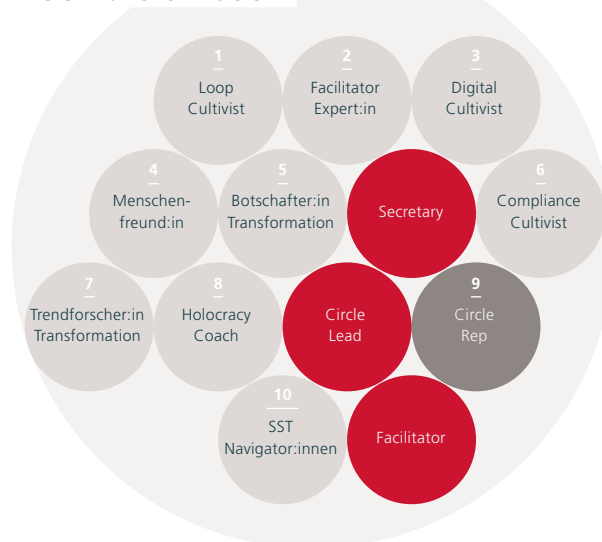 1
Loop
Cultivist
2
Facilitator
Expert:in
3
Digital
Cultivist
4
Menschen-
freund:in
5
Botschafter:in
Transformation
Secretary
6
Compliance
Cultivist
7
Trendforscher:in
Transformation
8
Holocracy
Coach
Circle
Lead
9
Circle
Rep
10
SST
Navigator:innen
Facilitator